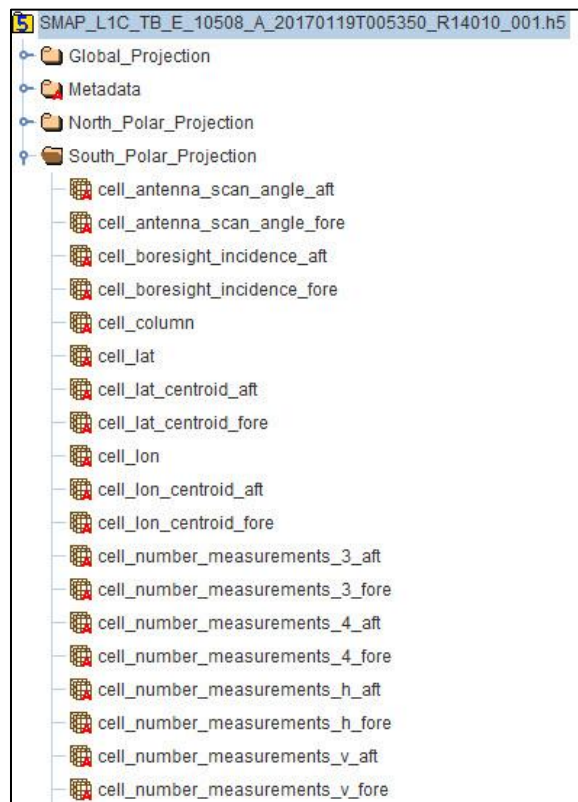 SMAP_L1C_TB_E_10508_A_20170119T005350_R14010_001.h5
Global_Projection
Metadata
North_Polar_Projection
South_Polar_Projection
cell_antenna_scan_angle_aft
cell_antenna_scan_angle_fore
cell_boresight_incidence_aft
cell_boresight_incidence_fore
cell_column
cell_lat
cell_lat_centroid_aft
cell_lat_centroid_fore
cell_lon
cell_lon_centroid_aft
cell_lon_centroid_fore
cell_number_measurements_3_aft
cell_number_measurements_3_fore
cell_number_measurements_4_aft
cell_number_measurements_4_fore
cell_number_measurements_h_aft
cell_number_measurements_h_fore
cell_number_measurements_v_aft
cell_number_measurements_v_fore